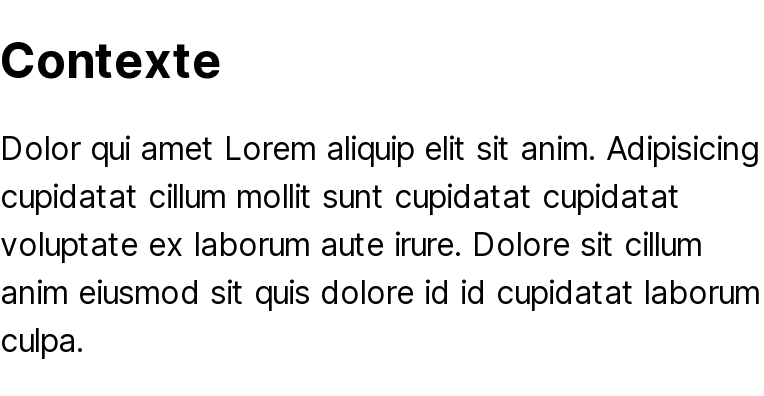 Contexte
Dolor qui amet Lorem aliquip elit sit anim. Adipisicing
cupidatat cillum mollit sunt cupidatat cupidatat
voluptate ex laborum aute irure. Dolore sit cillum
anim eiusmod sit quis dolore id id cupidatat laborum
culpa.